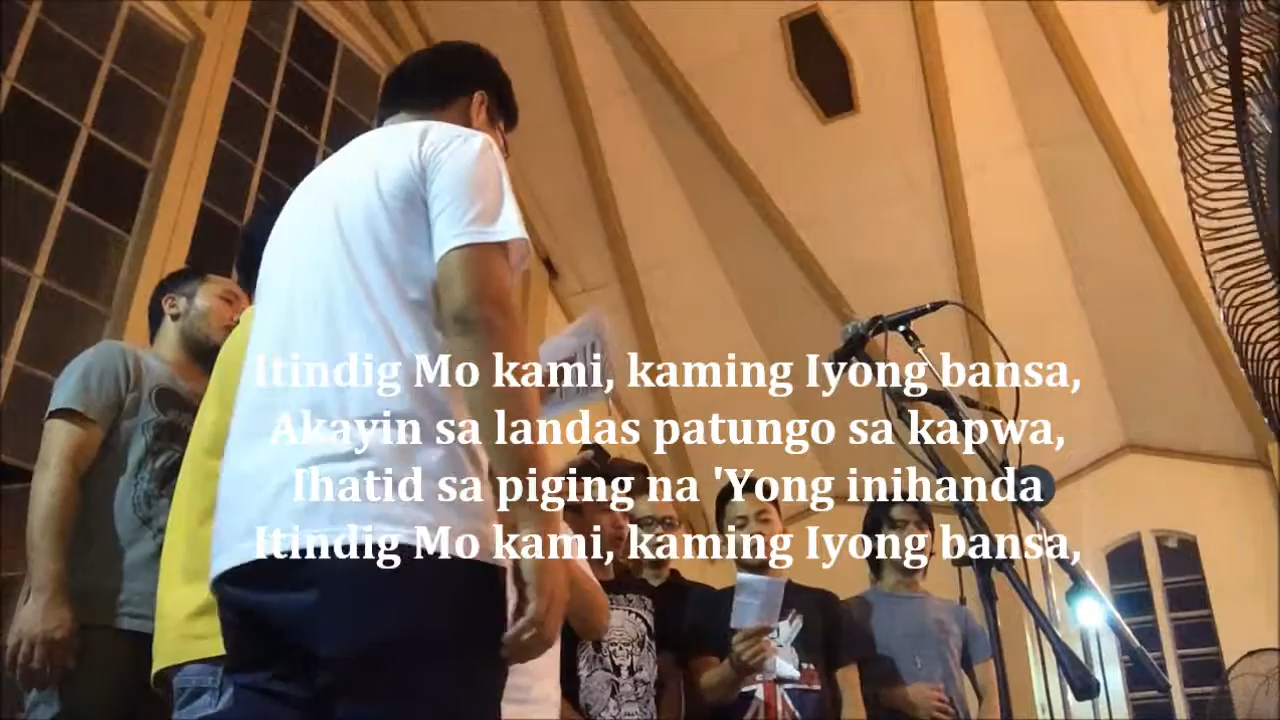 Itindig Mo kami, kaming Iyong bansa,
Akayin sa landas patungo sa kapwa,
Ihatid sa piging na 'Yong inihanda
Itindig Mo kami, kaming Iyong bansa,